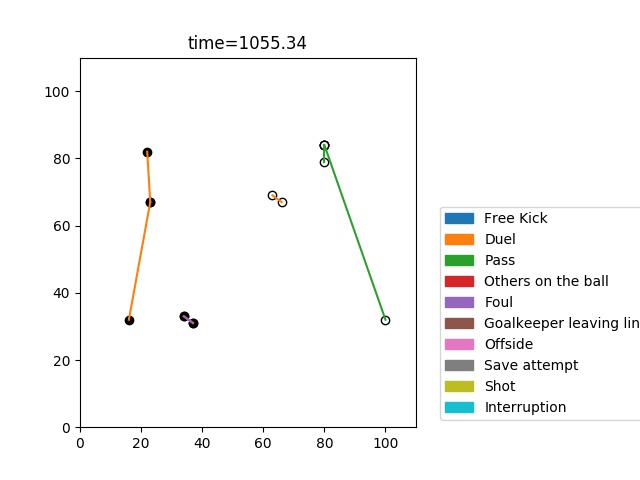 time=1055.34
100
80
60
40
20
0
0 20 40 60 80 100
Free Kick
Duel
Pass
Others on the ball
Foul
Goalkeeper leaving lin
Offside
Save attempt
Shot
Interruption